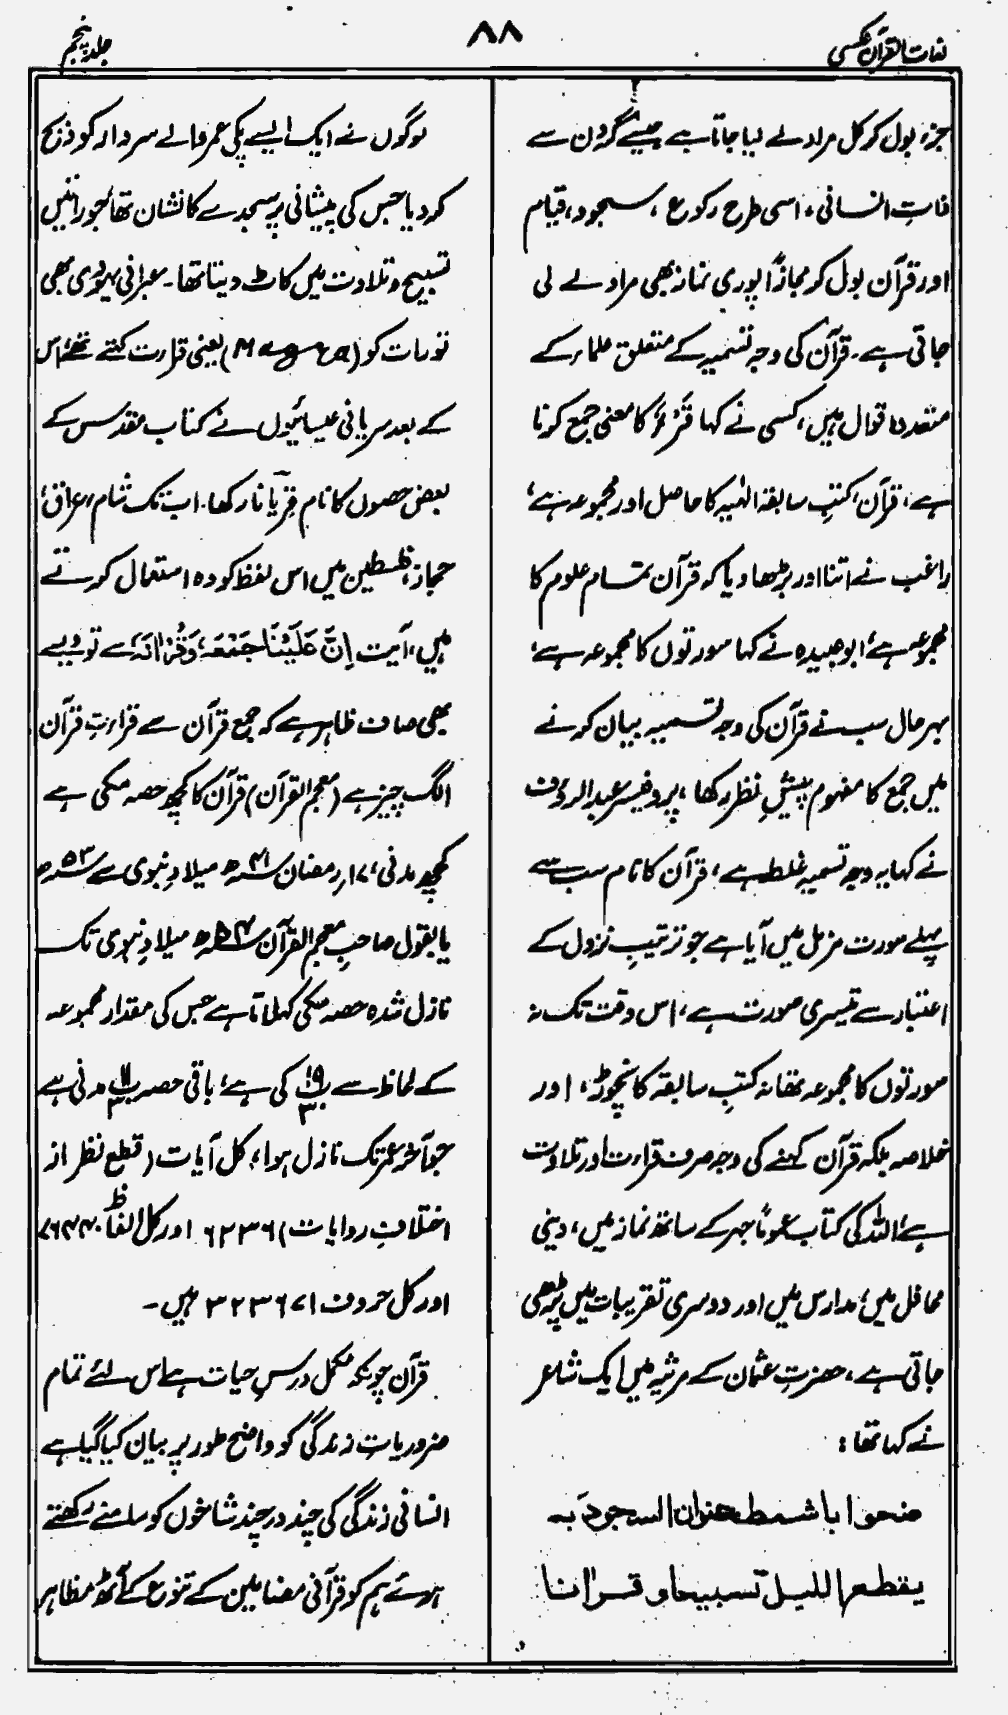 لغات القرآن عکسی
۸۸
جلد پنجم
جزء بول کر کل مراد لے لیا جاتا ہے جیسے گردن سے
ذاتِ انسانی، اسی طرح رکوع، سجود، قیام
اور قرآن بول کر مجازاً پوری نماز بھی مراد لے لی
جاتی ہے۔ قرآن کی وجہ تسمیہ کے متعلق علماء کے
متعدد اقوال ہیں، کسی نے کہا قَرْءٌ کا معنی جمع کرنا
ہے، قرآن، کتبِ سابقہ الٰہیہ کا حاصل اور مجموعہ ہے،
راغب نے اتنا اور بڑھا دیا کہ قرآن تمام علوم کا
مجموعہ ہے، ابوعبیدہ نے کہا سورتوں کا مجموعہ ہے،
بہرحال سب نے قرآن کی وجہ تسمیہ بیان کرنے
میں جمع کا مفہوم پیشِ نظر رکھا، پروفیسر عبدالرؤف
نے کہا یہ وجہ تسمیہ غلط ہے، قرآن کا نام سب سے
پہلے سورت مزمل میں آیا ہے جو ترتیبِ نزول کے
اعتبار سے تیسری سورت ہے، اس وقت تک نہ
سورتوں کا مجموعہ تھا نہ کتبِ سابقہ کا نچوڑ، اور
خلاصہ بلکہ قرآن کہنے کی وجہ صرف قراءت اور تلاوت
ہے، اللہ کی کتاب عموماً جہر کے ساتھ نماز میں، دینی
محافل میں، مدارس میں اور دوسری تقریبات میں پڑھی
جاتی ہے، حضرتِ عثمان کے مرثیہ میں ایک شاعر
نے کہا تھا:
ضحوا باشمط عنوان السجود بہ
یقطع اللیل تسبیحا و قرانا
لوگوں نے ایک ایسے پکی عمر والے سردار کو ذبح
کردیا جس کی پیشانی پر سجدے کا نشان تھا، جو راتیں
تسبیح و تلاوت میں کاٹ دیتا تھا۔ عبرانی یہودی بھی
تورات کو (Magra) یعنی قراءت کہتے تھے، اس
کے بعد سریانی عیسائیوں نے کتاب مقدس کے
بعض حصوں کا نام قِریانا رکھا۔ اب تک شام، عراق،
حجاز، فلسطین میں اس لفظ کو وہ استعمال کرتے
ہیں، آیت اِنَّ عَلَیْنَا جَمْعَہٗ وَقُرْاٰنَہٗ سے تو ویسے
بھی صاف ظاہر ہے کہ جمع قرآن سے قراءتِ قرآن
الگ چیز ہے (معجم القرآن) قرآن کا کچھ حصہ مکی ہے
کچھ مدنی، ۱۷ر رمضان ۴۱ھ میلادِ نبوی سے ۵۳ھ
یا بقول صاحبِ معجم القرآن ۵۴ھ میلادِ نبوی تک
نازل شدہ حصہ مکی کہلاتا ہے جس کی مقدار مجموعہ
کے لحاظ سے ۱۹/۳۰ کی ہے، باقی حصہ ۱۱/۳۰ مدنی ہے
جو آخر عمر تک نازل ہوا، کل آیات (قطع نظر از
اختلافِ روایات) ۶۲۳۶ اور کل الفاظ ۷۶۴۴۰
اور کل حروف ۳۲۳۶۷۱ ہیں۔
قرآن چونکہ مکمل درسِ حیات ہے اس لئے تمام
ضروریاتِ زندگی کو واضح طور پر بیان کیا گیا ہے
انسانی زندگی کی چند در چند شاخوں کو سامنے رکھتے
ہوئے ہم کو قرآنی مضامین کے تنوع کے آٹھ مظاہر